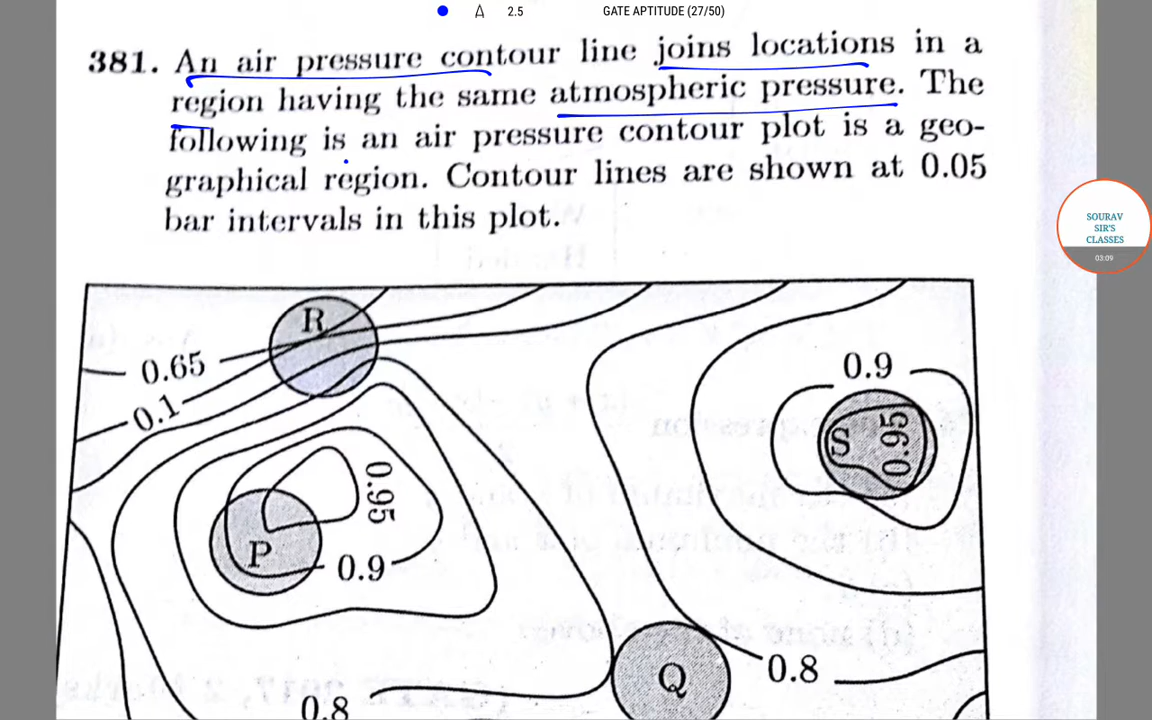 A 2.5 GATE APTITUDE (27/50)
381. An air pressure contour line joins locations in a
region having the same atmospheric pressure. The
following is an air pressure contour plot is a geo-
graphical region. Contour lines are shown at 0.05
bar intervals in this plot.
SOURAV
SIR'S
CLASSES
03:09
R
0.65
0.1
0.9
S
0.95
0.95
P
0.9
Q
0.8
0.8